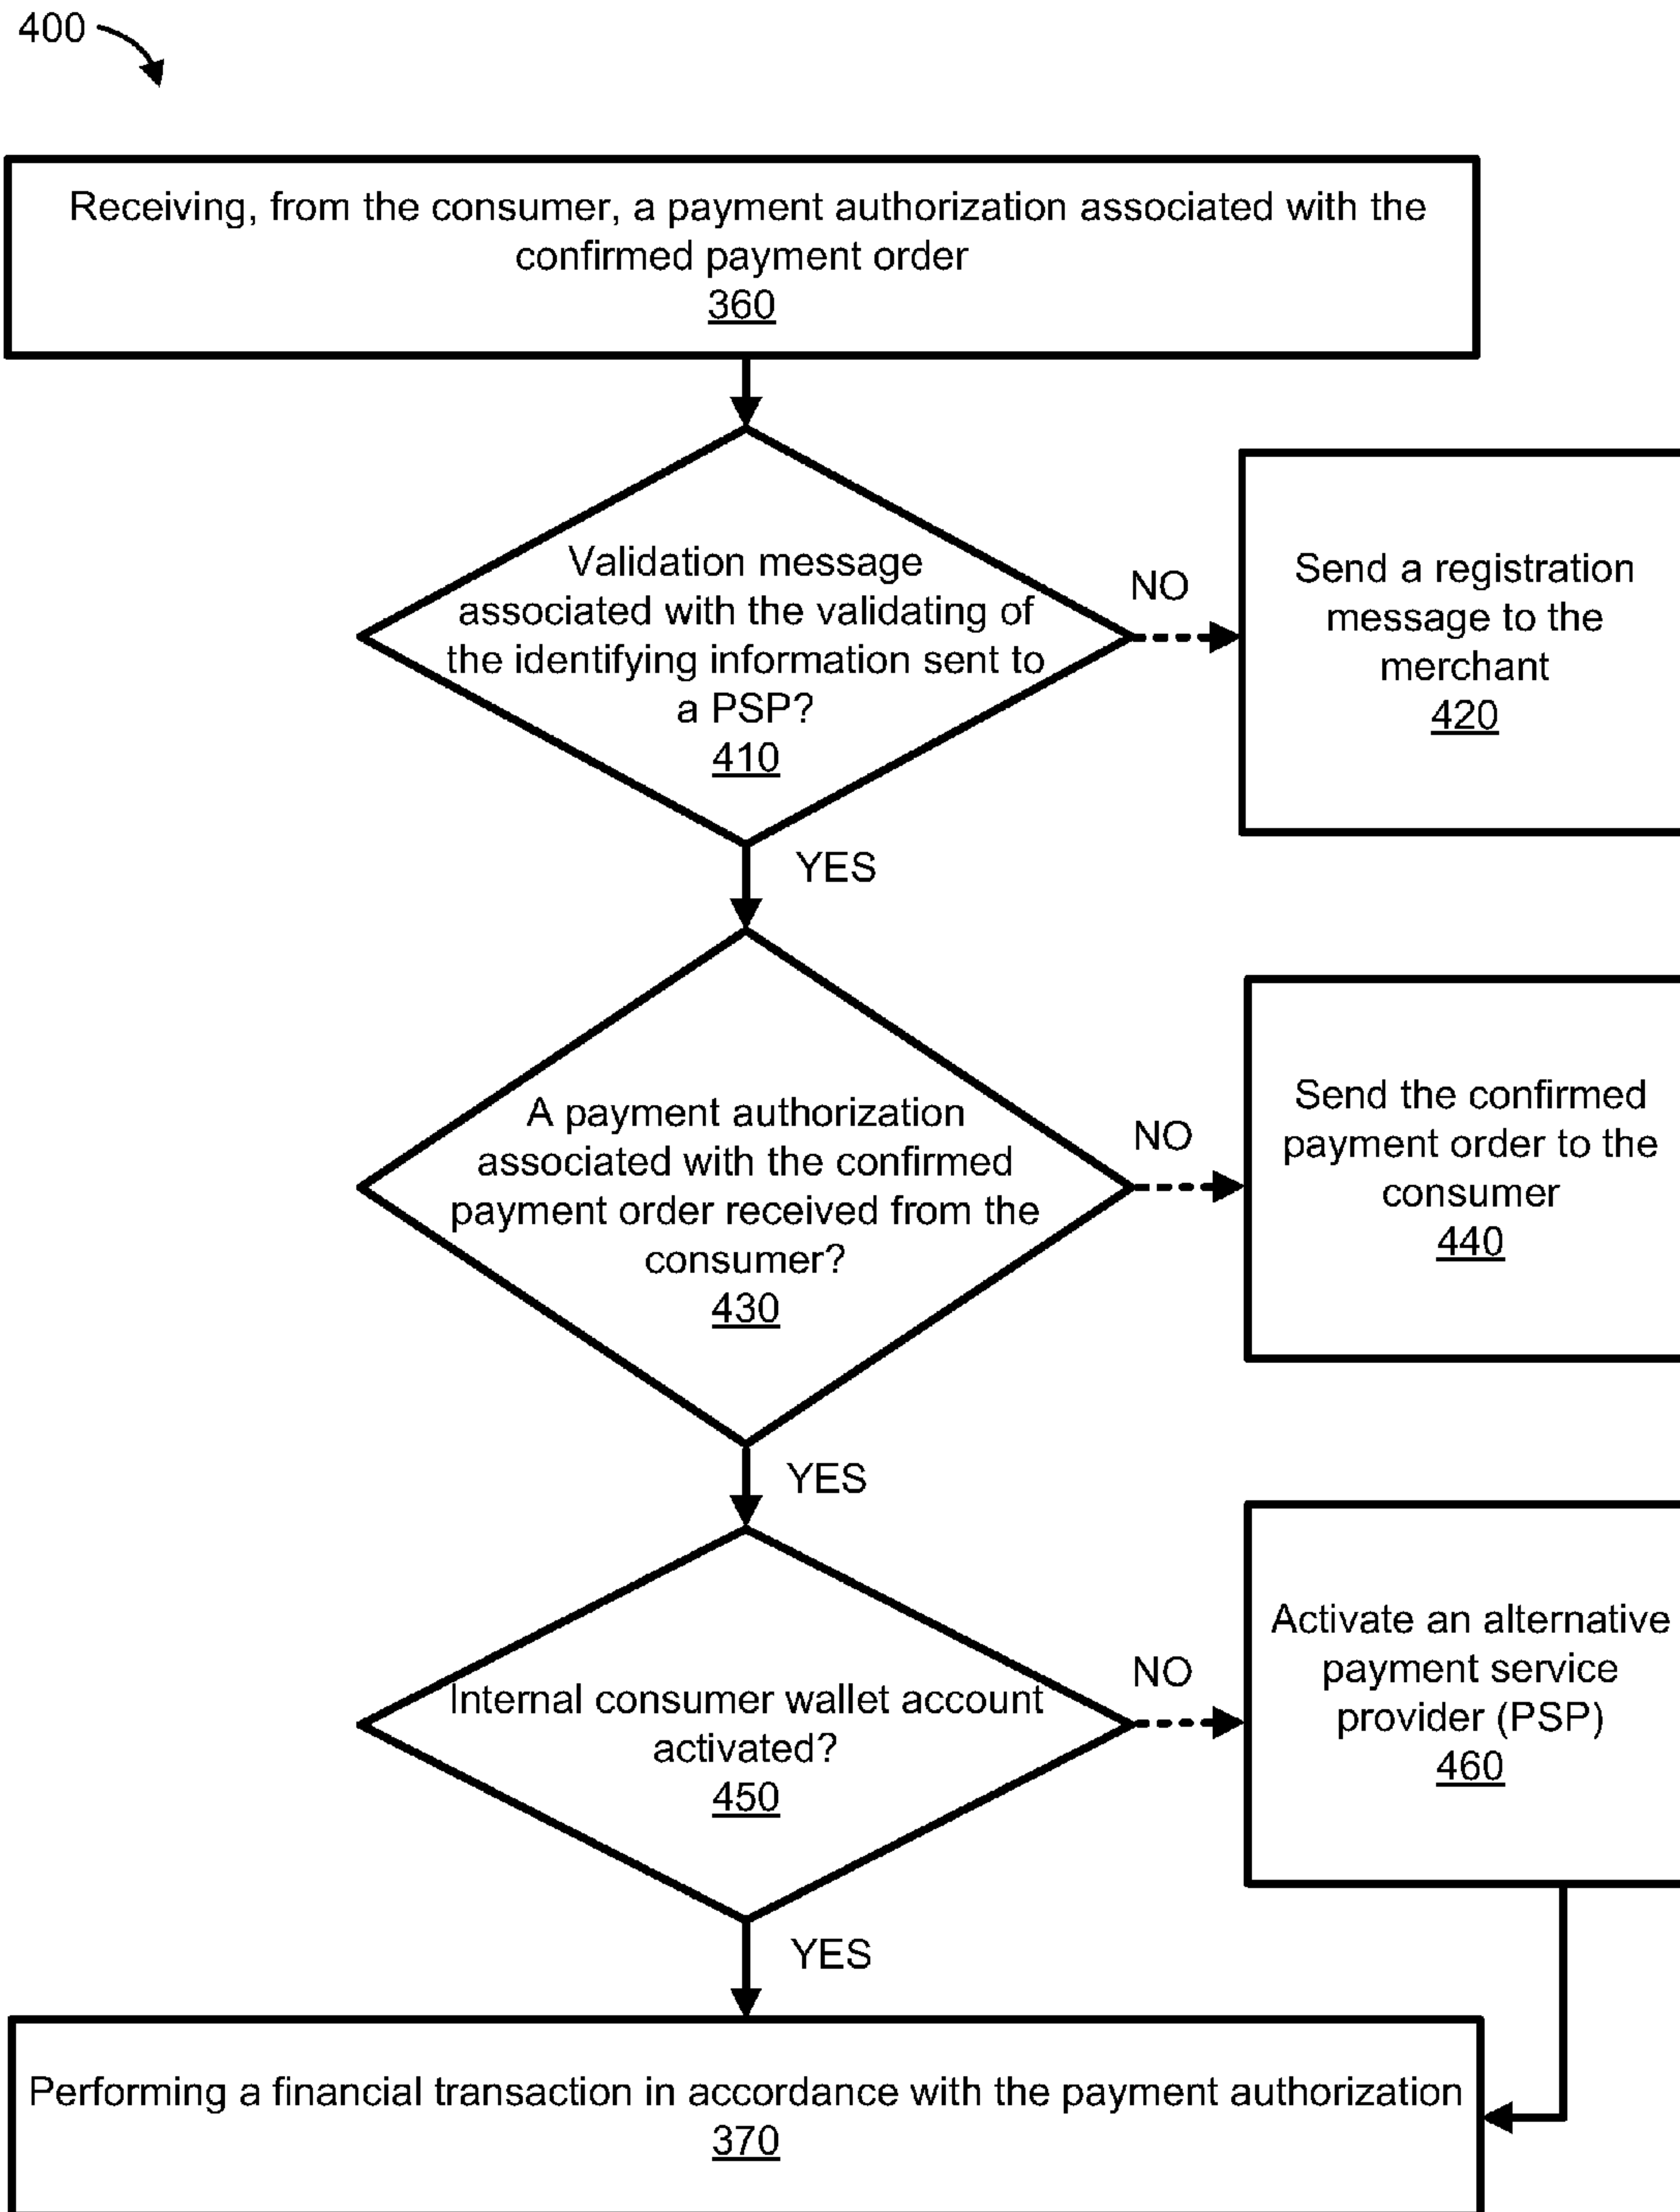 400
Receiving, from the consumer, a payment authorization associated with the
confirmed payment order
360
Validation message
associated with the validating of
the identifying information sent to
a PSP?
410
NO
Send a registration
message to the
merchant
420
YES
A payment authorization
associated with the confirmed
payment order received from the
consumer?
430
NO
Send the confirmed
payment order to the
consumer
440
YES
Internal consumer wallet account
activated?
450
NO
Activate an alternative
payment service
provider (PSP)
460
YES
Performing a financial transaction in accordance with the payment authorization
370